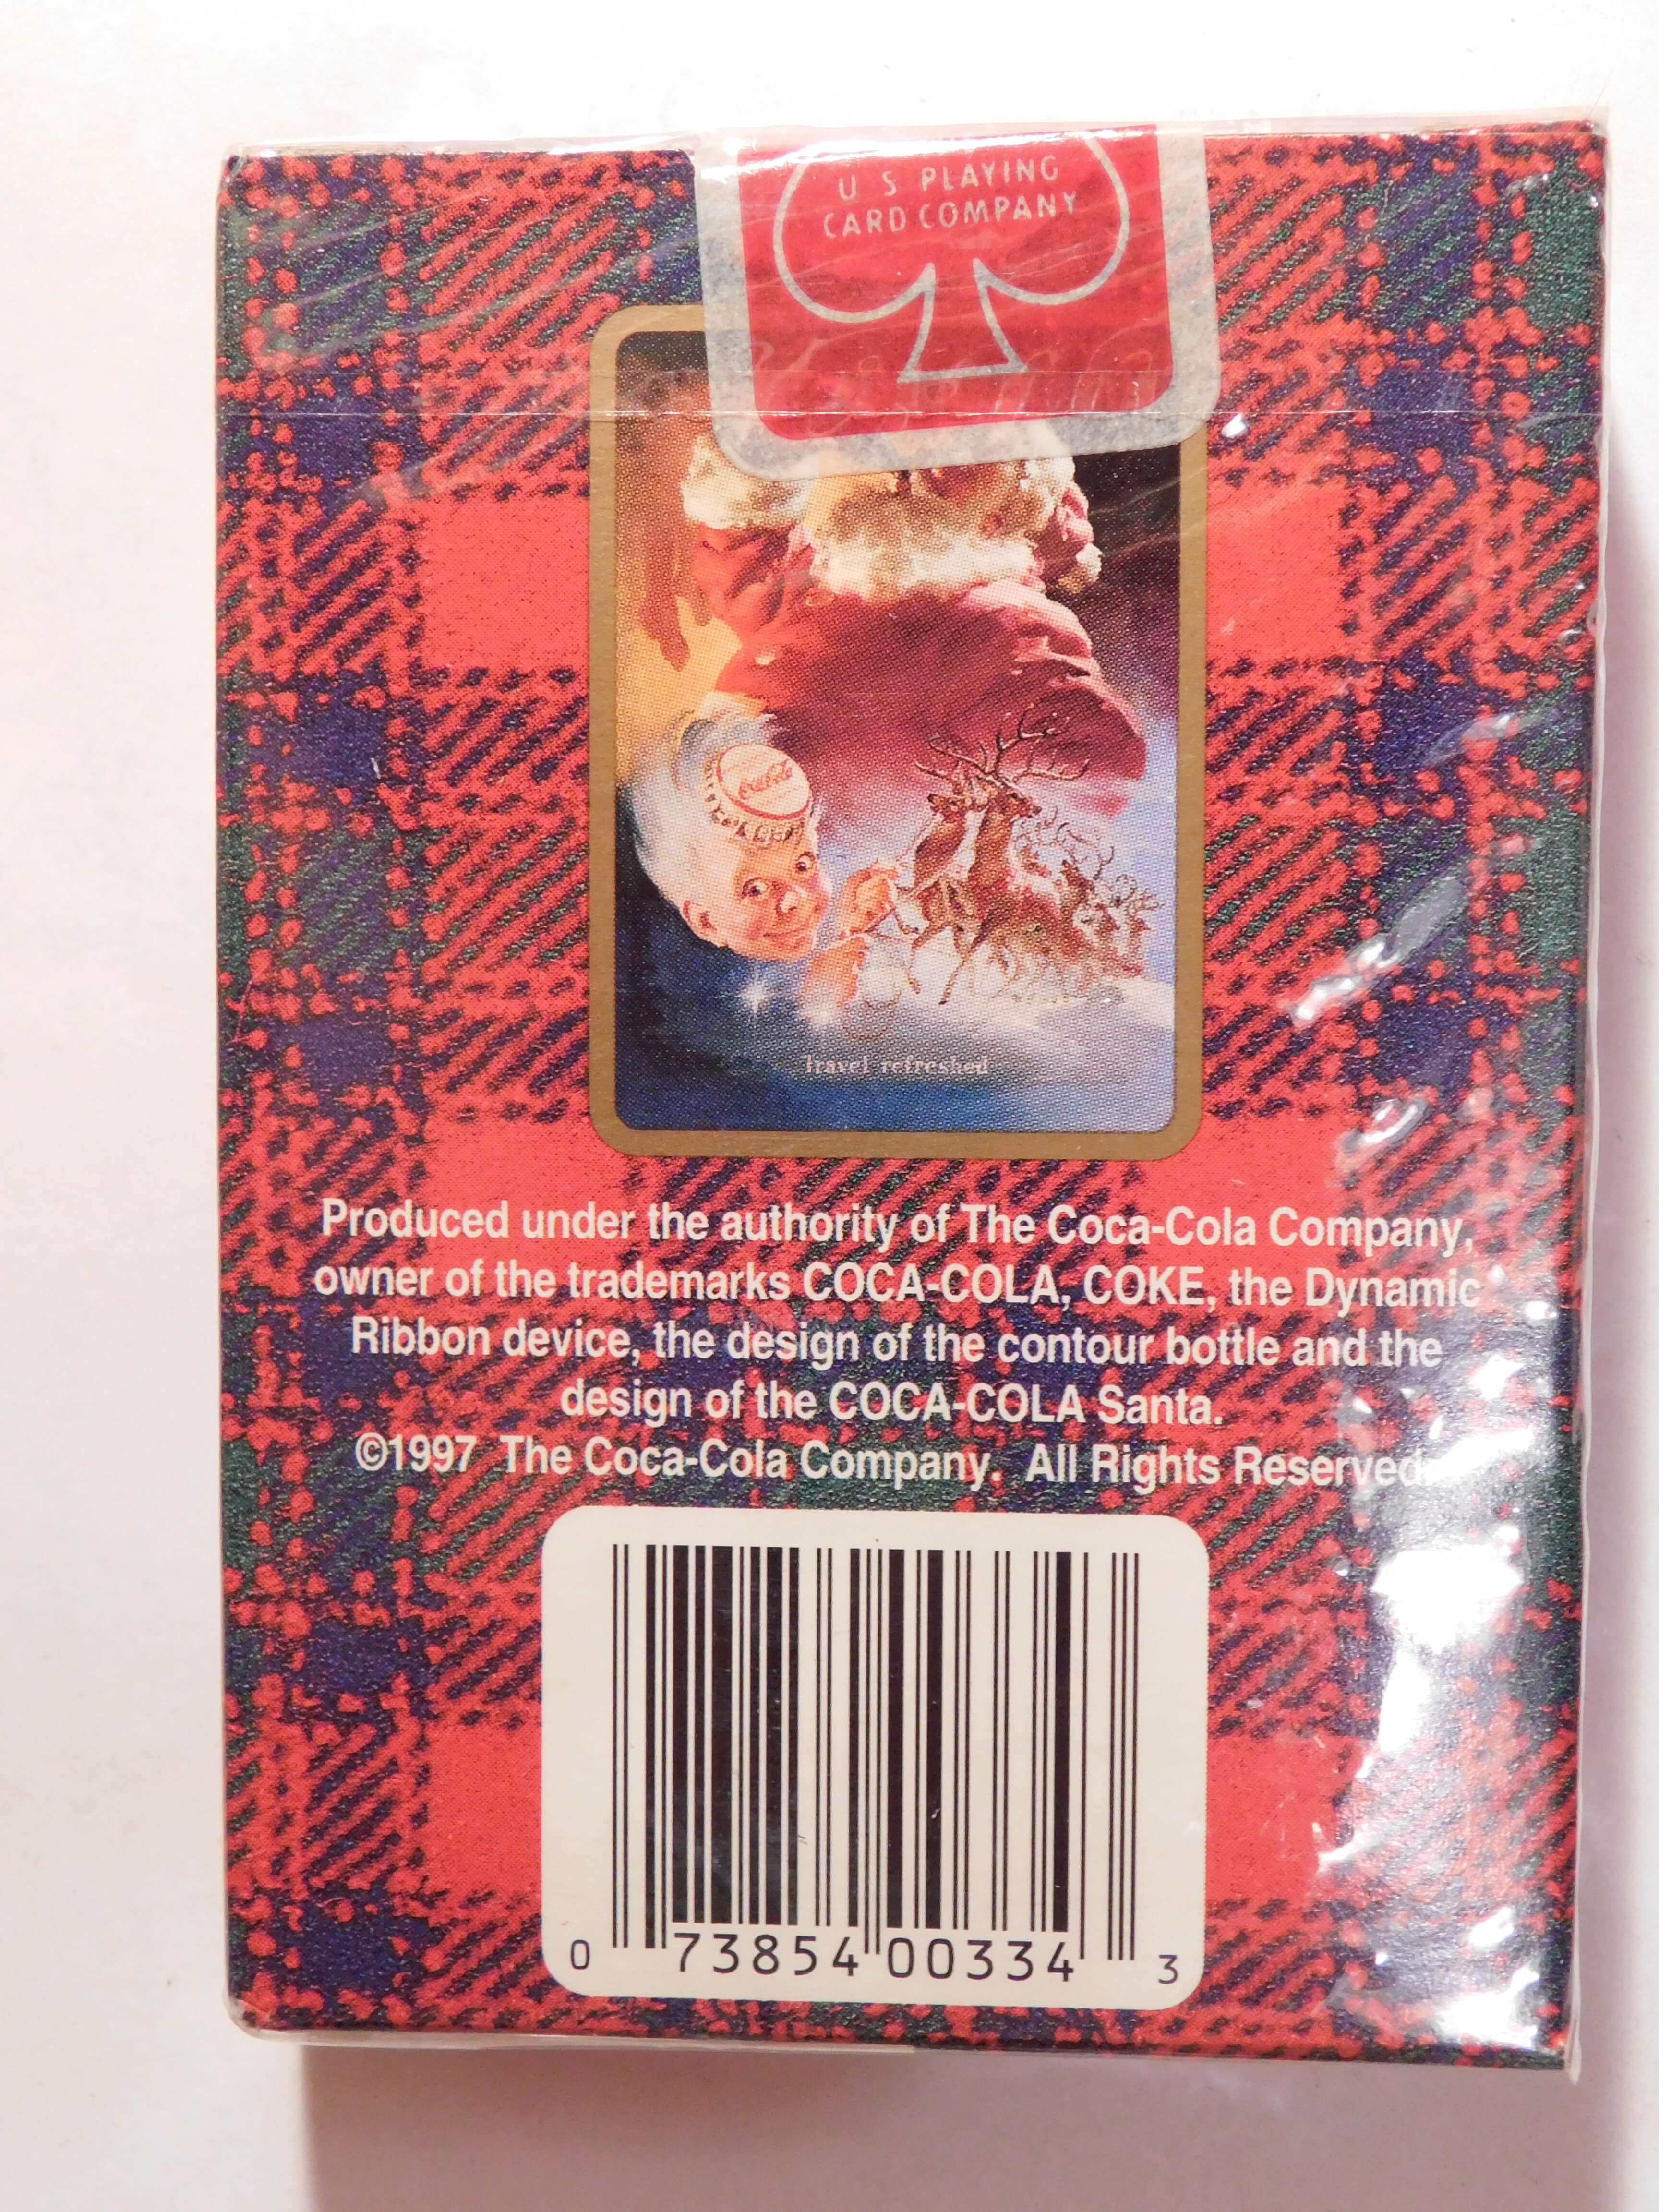 U S PLAYING
CARD COMPANY
Coca-Cola
Travel refreshed
Produced under the authority of The Coca-Cola Company,
owner of the trademarks COCA-COLA, COKE, the Dynamic
Ribbon device, the design of the contour bottle and the
design of the COCA-COLA Santa.
©1997 The Coca-Cola Company. All Rights Reserved.
0 73854 00334 3